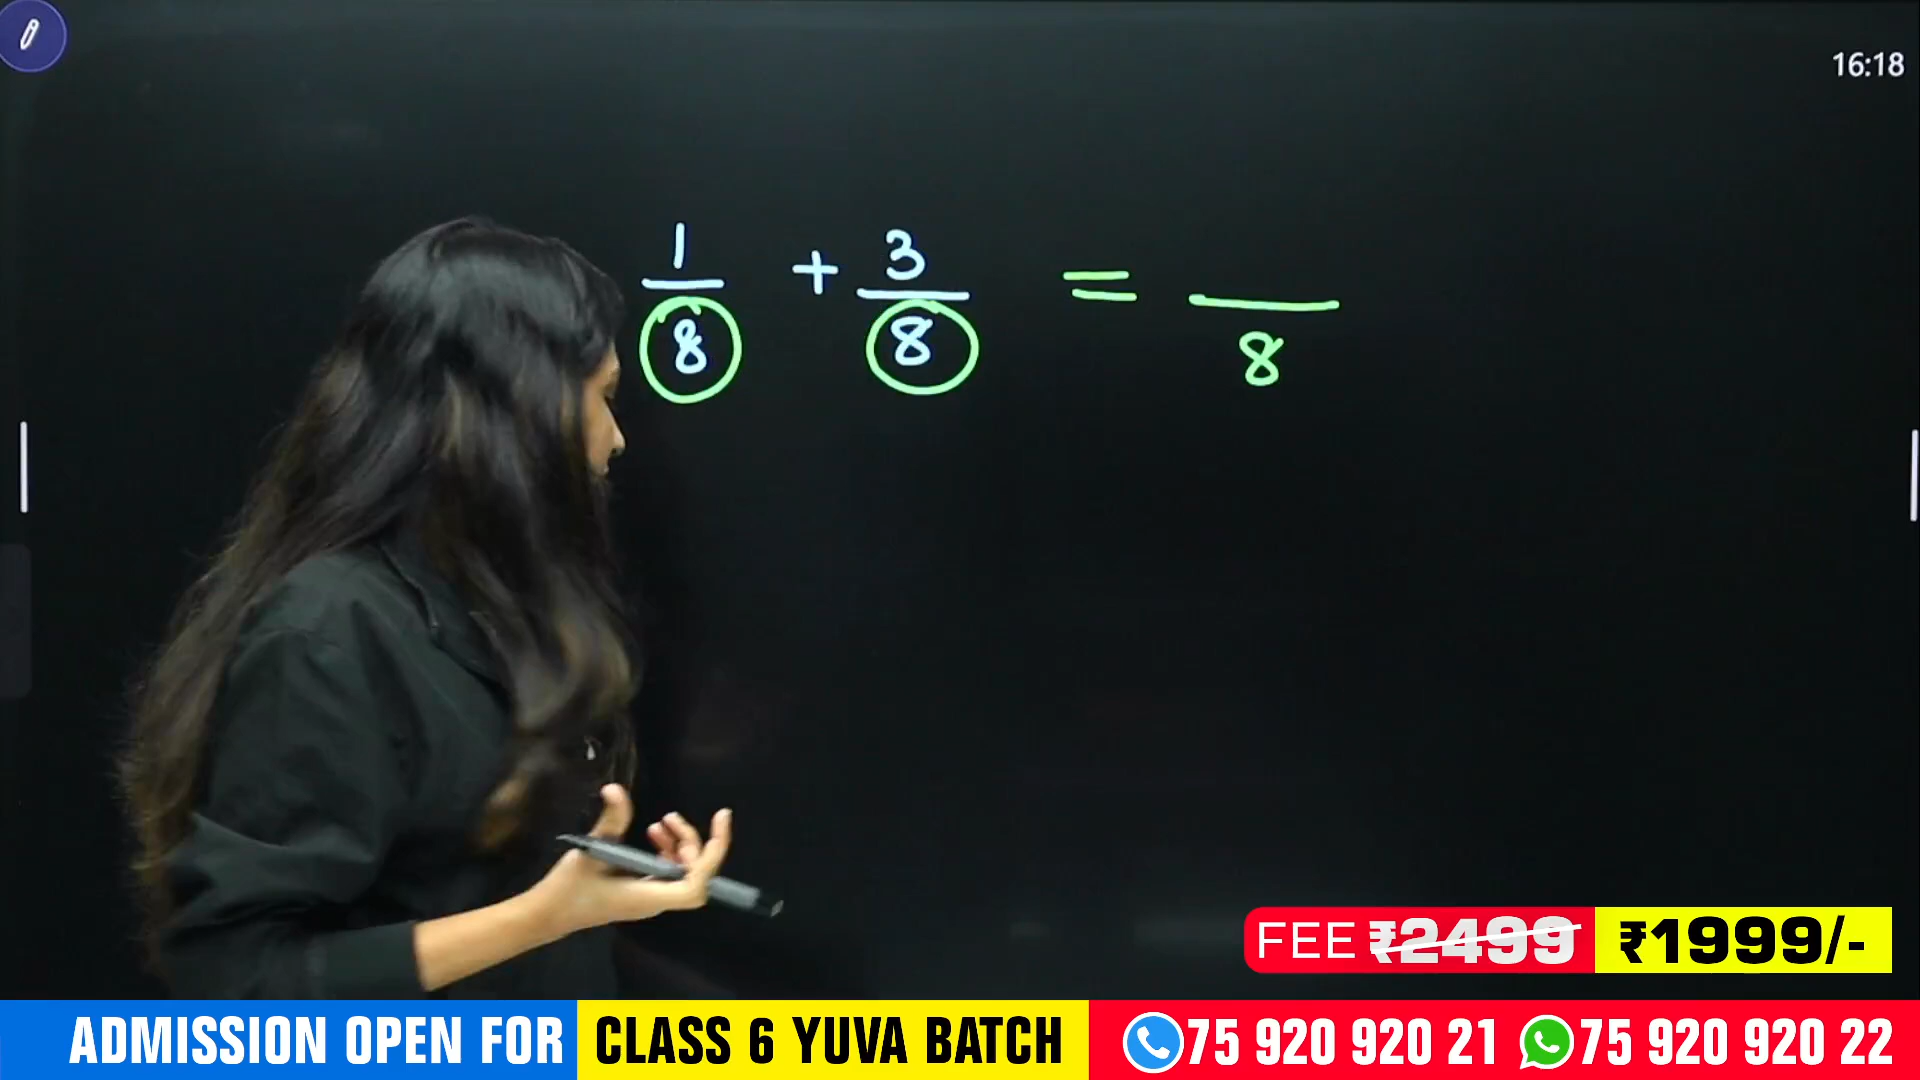 16:18
1/8 + 3/8 = __/8
FEE ₹2499 ₹1999/-
ADMISSION OPEN FOR CLASS 6 YUVA BATCH 75 920 920 21 75 920 920 22